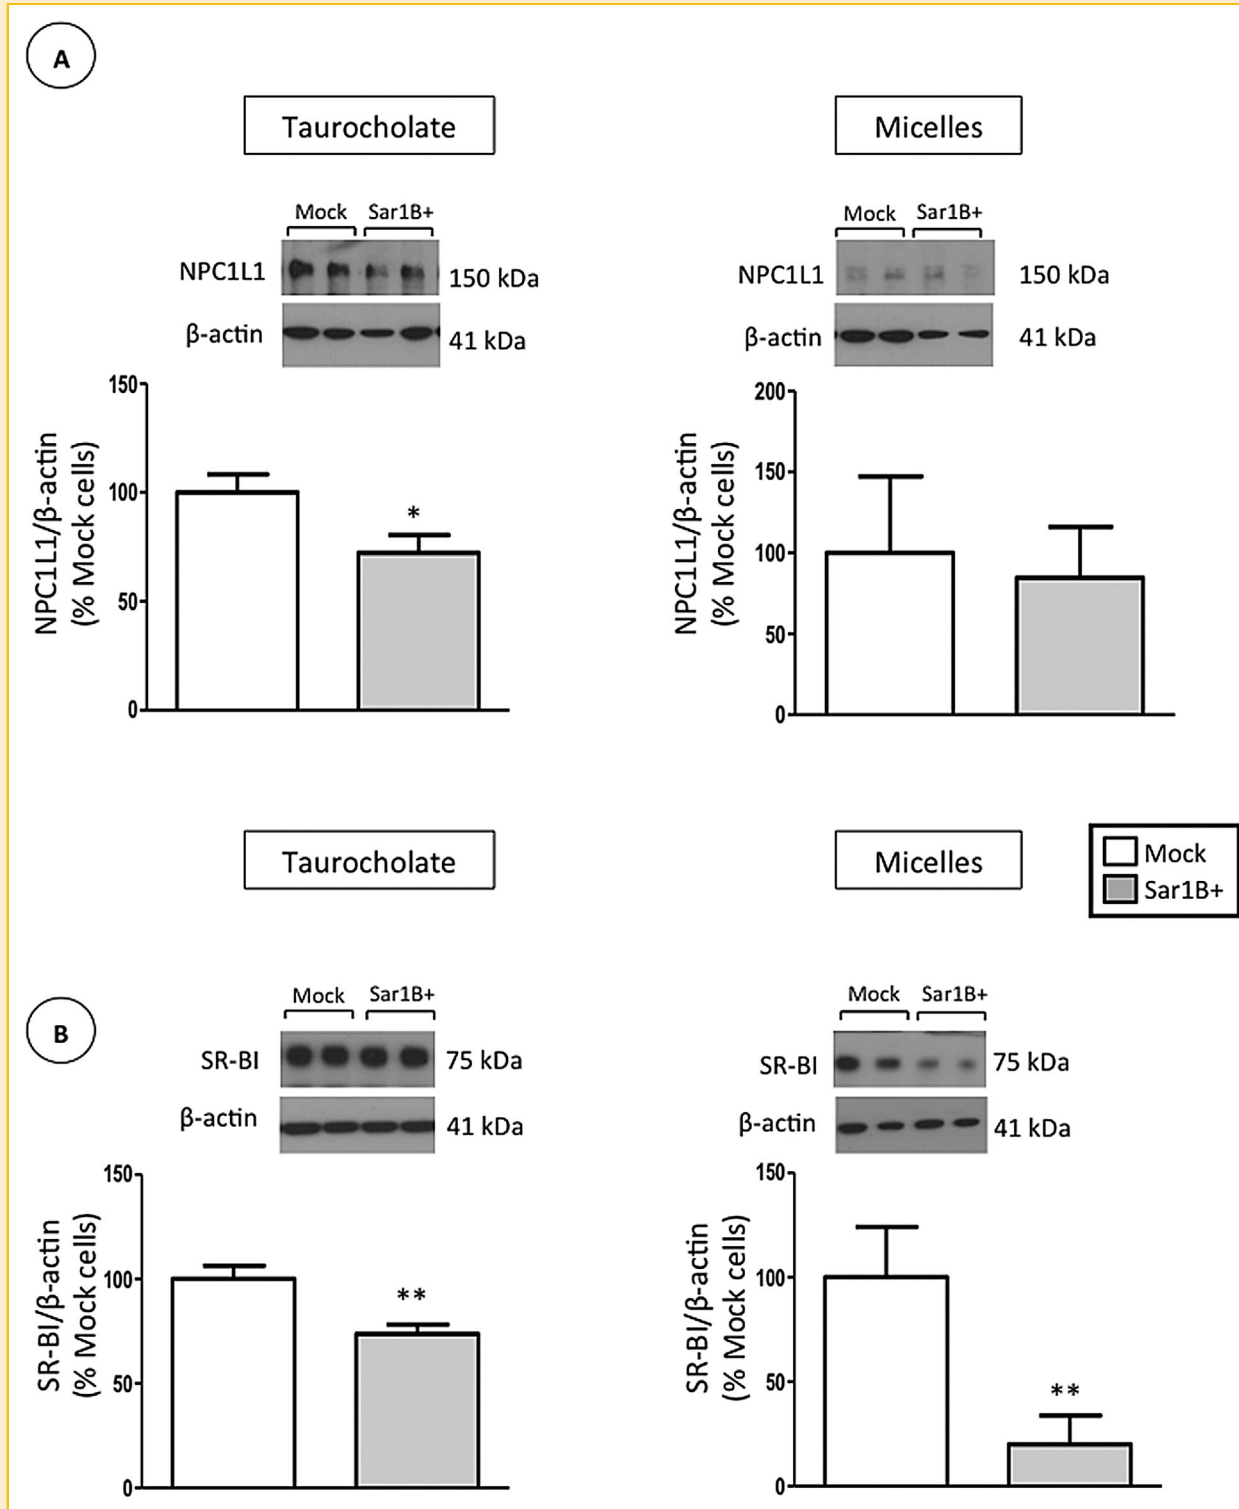 A
Taurocholate
Micelles
Mock Sar1B+
NPC1L1 150 kDa
β-actin 41 kDa
Mock Sar1B+
NPC1L1 150 kDa
β-actin 41 kDa
NPC1L1/β-actin
(% Mock cells)
150
100
50
0
*
NPC1L1/β-actin
(% Mock cells)
200
150
100
50
0
Taurocholate
Micelles
Mock
Sar1B+
B
Mock Sar1B+
SR-BI 75 kDa
β-actin 41 kDa
Mock Sar1B+
SR-BI 75 kDa
β-actin 41 kDa
SR-BI/β-actin
(% Mock cells)
150
100
50
0
**
SR-BI/β-actin
(% Mock cells)
150
100
50
0
**